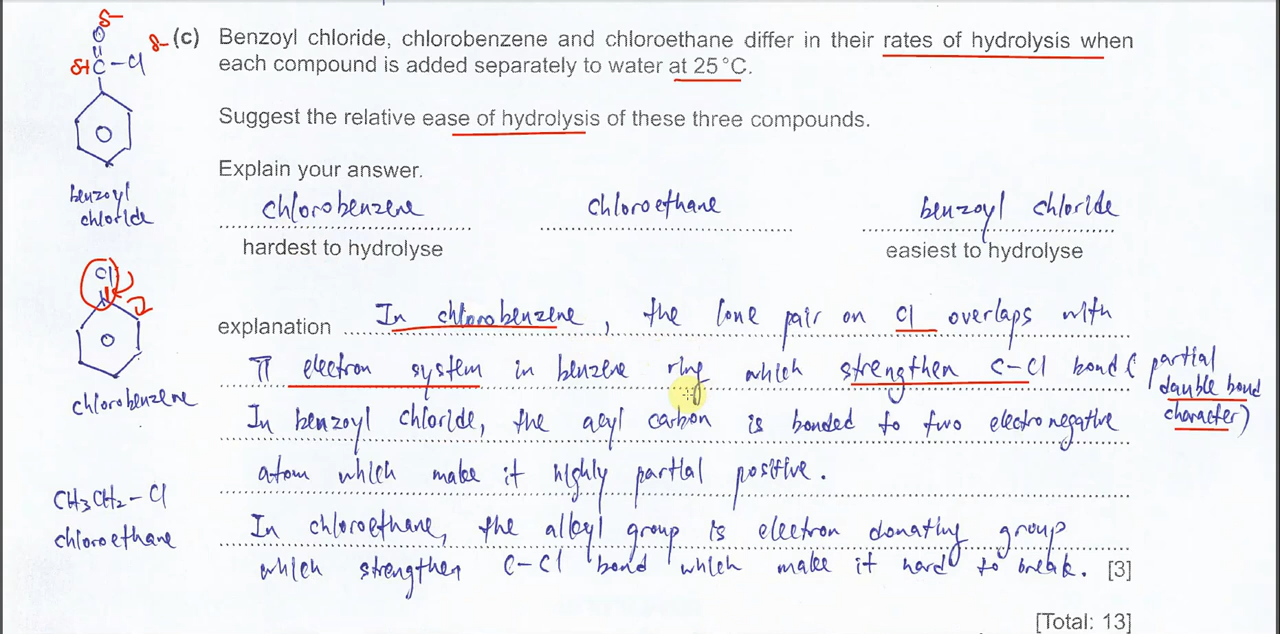 (c) Benzoyl chloride, chlorobenzene and chloroethane differ in their rates of hydrolysis when
each compound is added separately to water at 25 °C.
Suggest the relative ease of hydrolysis of these three compounds.
Explain your answer.
chlorobenzene chloroethane benzoyl chloride
hardest to hydrolyse easiest to hydrolyse
explanation In chlorobenzene, the lone pair on Cl overlaps with
π electron system in benzene ring which strengthen C-Cl bond ( partial
double bond
character)
In benzoyl chloride, the acyl carbon is bonded to two electronegative
atom which make it highly partial positive.
In chloroethane, the alkyl group is electron donating group
which strengthen C-Cl bond which make it hard to break. [3]
[Total: 13]
δ-
O
δ-
δ+ C-Cl
benzoyl
chloride
Cl
chlorobenzene
CH3CH2-Cl
chloroethane